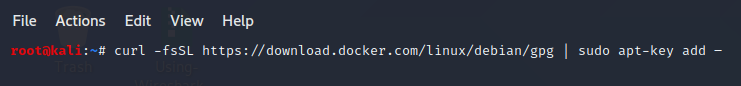 File Actions Edit View Help
root@kali:~# curl -fsSL https://download.docker.com/linux/debian/gpg | sudo apt-key add -
Trash